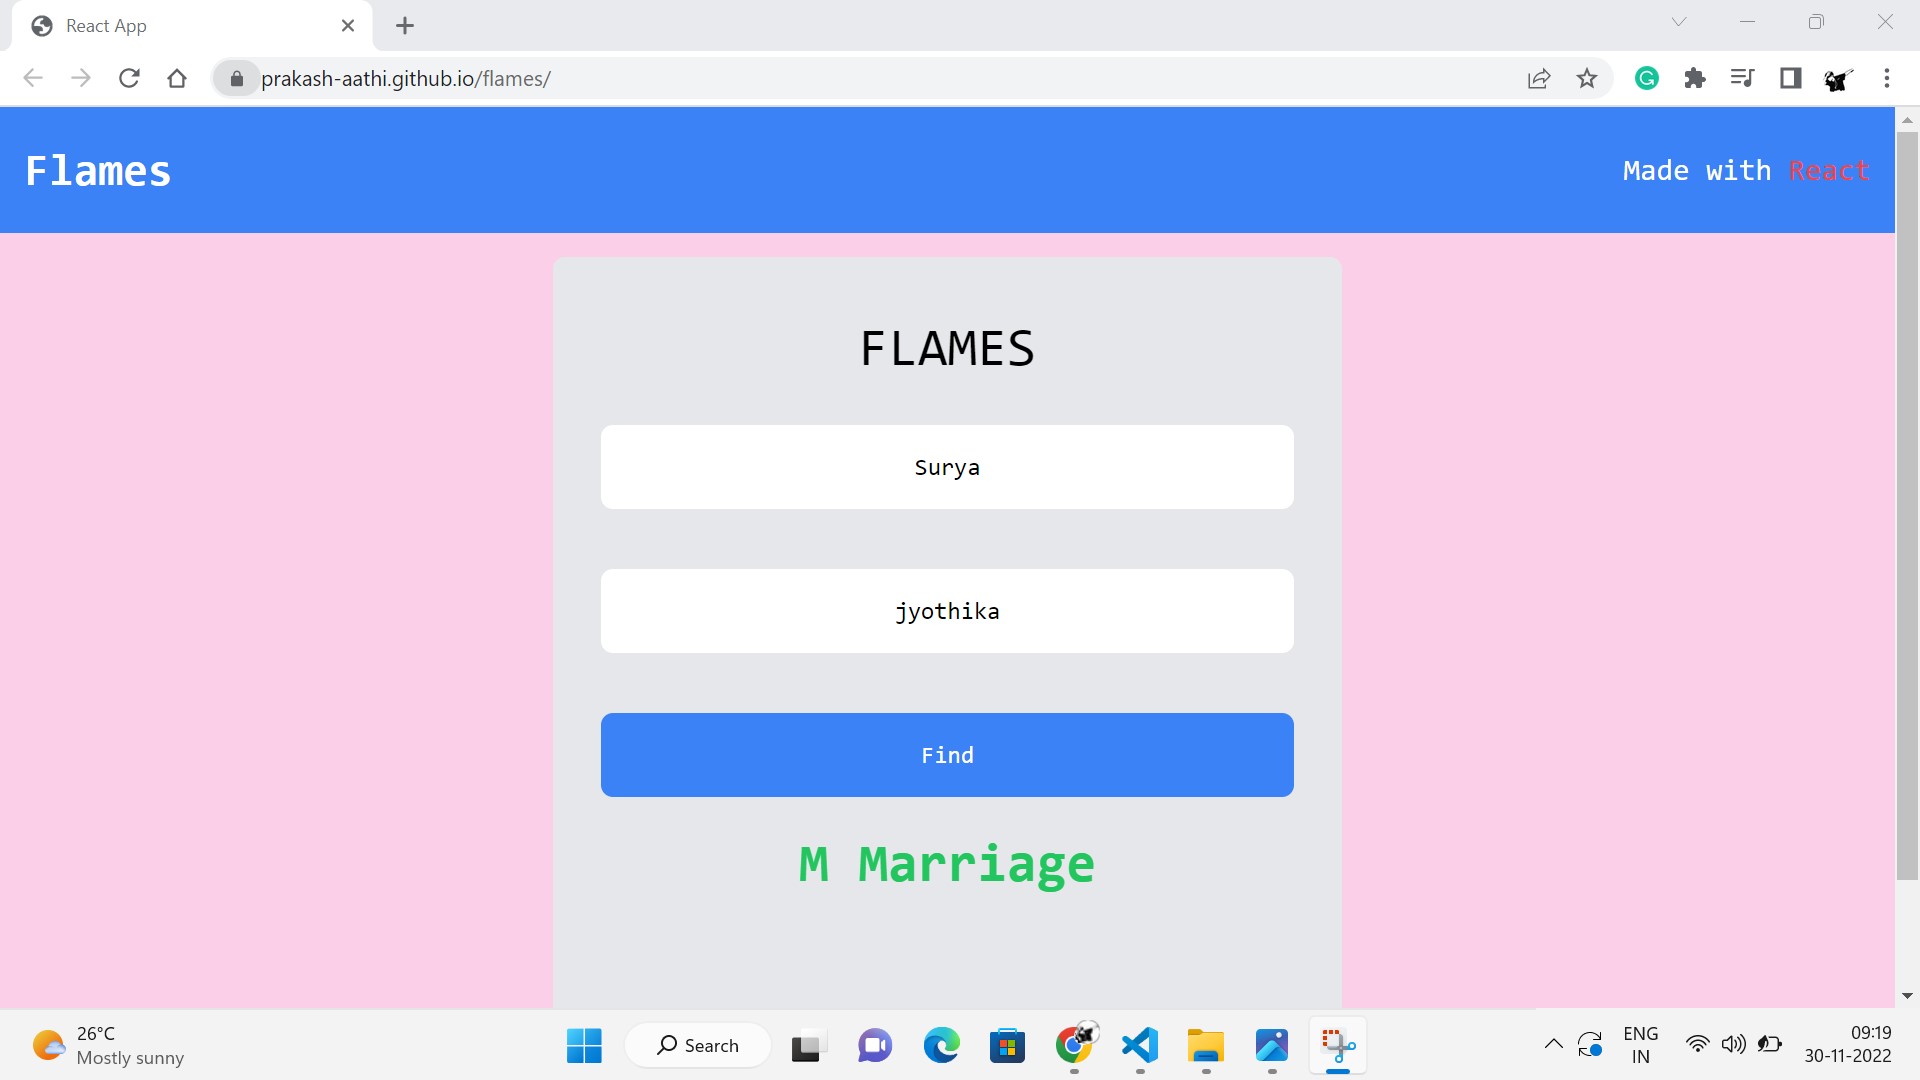 React App
prakash-aathi.github.io/flames/
Flames
Made with React
FLAMES
Surya
jyothika
Find
M Marriage
26°C
Mostly sunny
Search
ENG
IN
09:19
30-11-2022